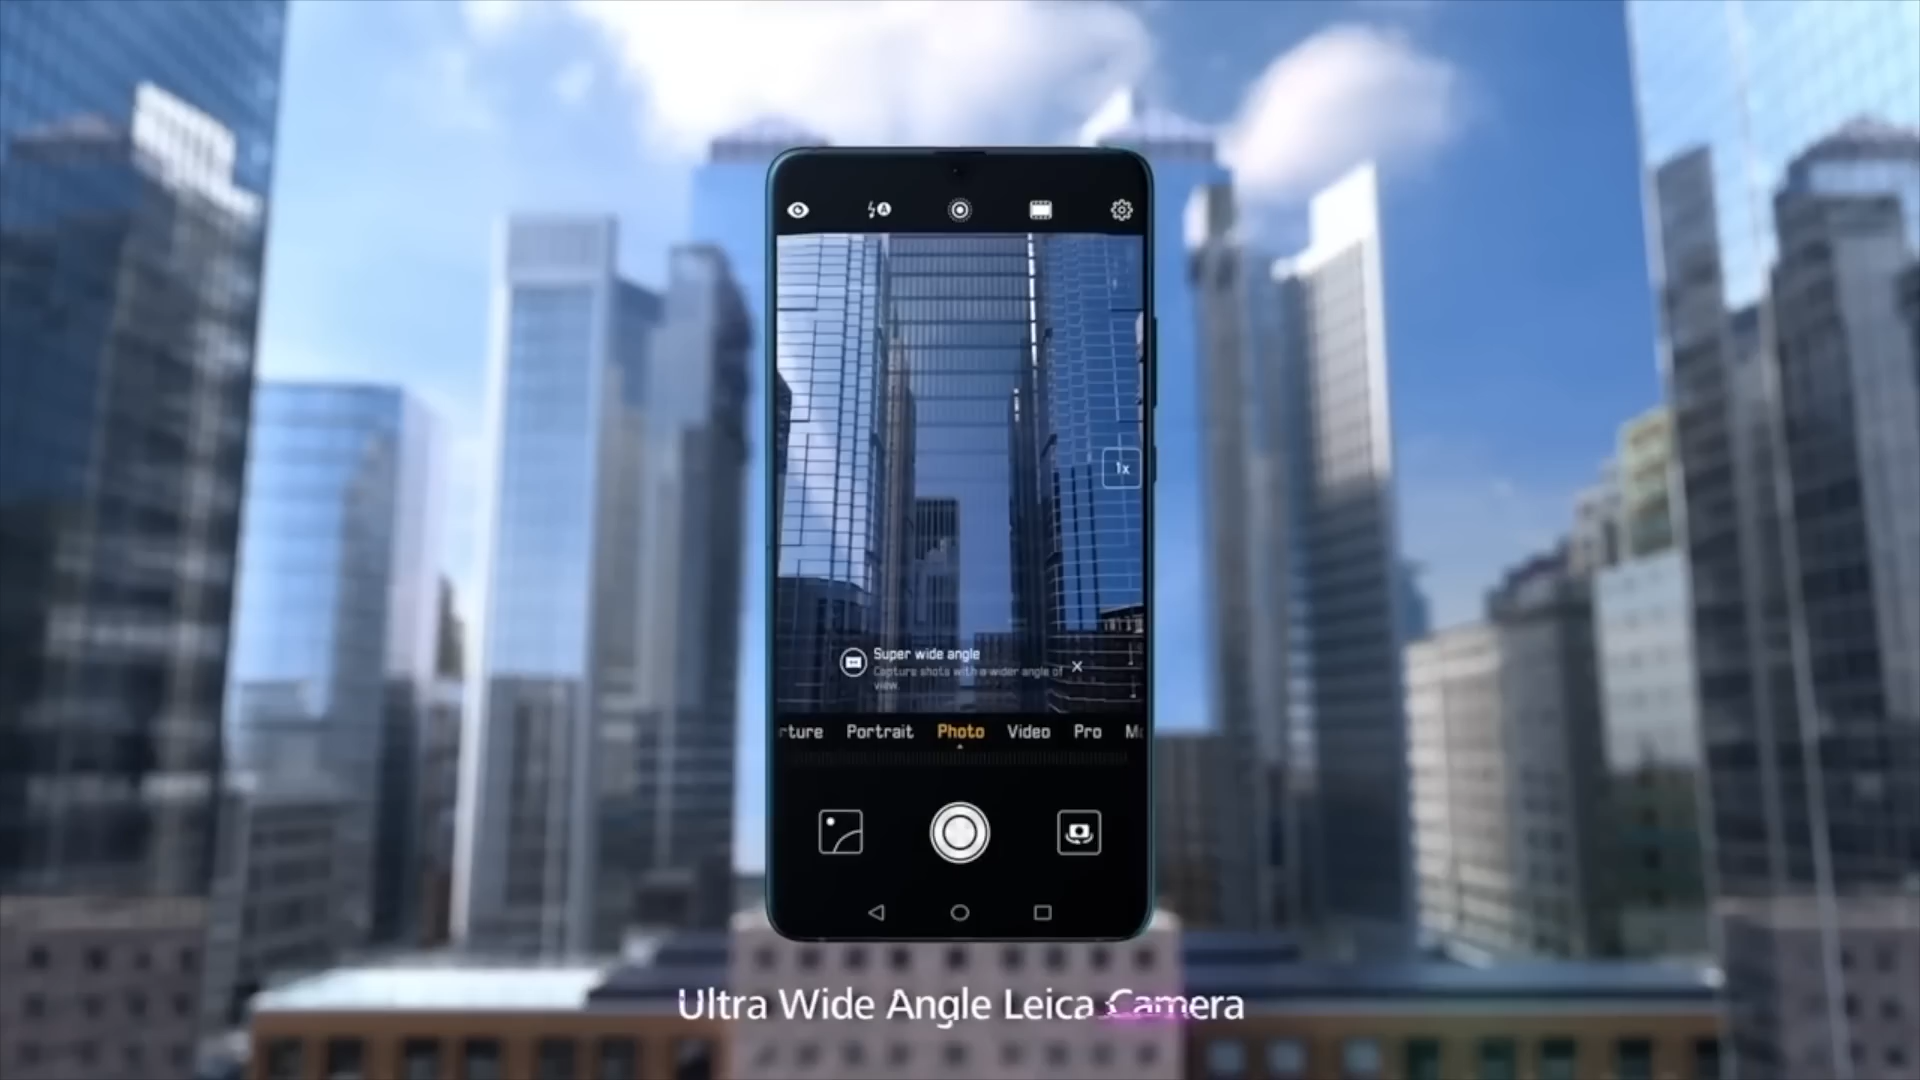 A
1x
Super wide angle
Capture shots with a wider angle of
view.
rture Portrait Photo Video Pro Mo
Ultra Wide Angle Leica Camera